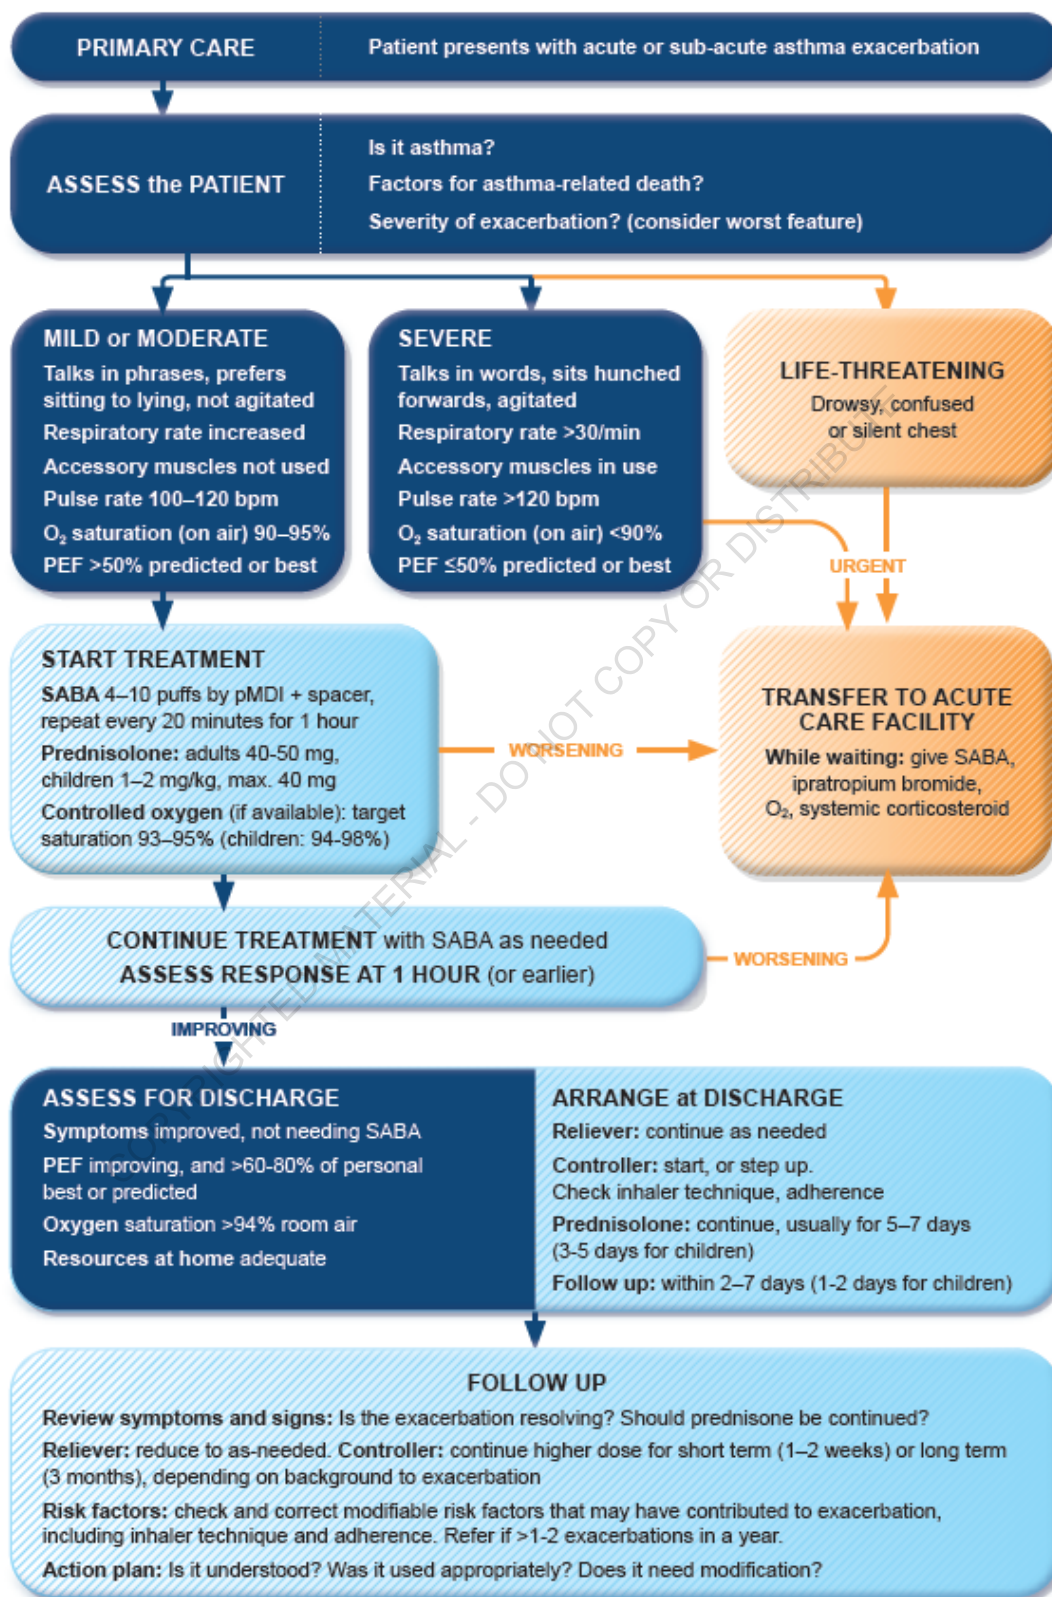 PRIMARY CARE
Patient presents with acute or sub-acute asthma exacerbation
ASSESS the PATIENT
Is it asthma?
Factors for asthma-related death?
Severity of exacerbation? (consider worst feature)
MILD or MODERATE
Talks in phrases, prefers
sitting to lying, not agitated
Respiratory rate increased
Accessory muscles not used
Pulse rate 100–120 bpm
O₂ saturation (on air) 90–95%
PEF >50% predicted or best
SEVERE
Talks in words, sits hunched
forwards, agitated
Respiratory rate >30/min
Accessory muscles in use
Pulse rate >120 bpm
O₂ saturation (on air) <90%
PEF ≤50% predicted or best
LIFE-THREATENING
Drowsy, confused
or silent chest
URGENT
START TREATMENT
SABA 4–10 puffs by pMDI + spacer,
repeat every 20 minutes for 1 hour
Prednisolone: adults 40-50 mg,
children 1–2 mg/kg, max. 40 mg
Controlled oxygen (if available): target
saturation 93–95% (children: 94-98%)
WORSENING
TRANSFER TO ACUTE
CARE FACILITY
While waiting: give SABA,
ipratropium bromide,
O₂, systemic corticosteroid
CONTINUE TREATMENT with SABA as needed
ASSESS RESPONSE AT 1 HOUR (or earlier)
WORSENING
IMPROVING
ASSESS FOR DISCHARGE
Symptoms improved, not needing SABA
PEF improving, and >60-80% of personal
best or predicted
Oxygen saturation >94% room air
Resources at home adequate
ARRANGE at DISCHARGE
Reliever: continue as needed
Controller: start, or step up.
Check inhaler technique, adherence
Prednisolone: continue, usually for 5–7 days
(3-5 days for children)
Follow up: within 2–7 days (1-2 days for children)
FOLLOW UP
Review symptoms and signs: Is the exacerbation resolving? Should prednisone be continued?
Reliever: reduce to as-needed. Controller: continue higher dose for short term (1–2 weeks) or long term
(3 months), depending on background to exacerbation
Risk factors: check and correct modifiable risk factors that may have contributed to exacerbation,
including inhaler technique and adherence. Refer if >1-2 exacerbations in a year.
Action plan: Is it understood? Was it used appropriately? Does it need modification?
COPYRIGHTED MATERIAL - DO NOT COPY OR DISTRIBUTE